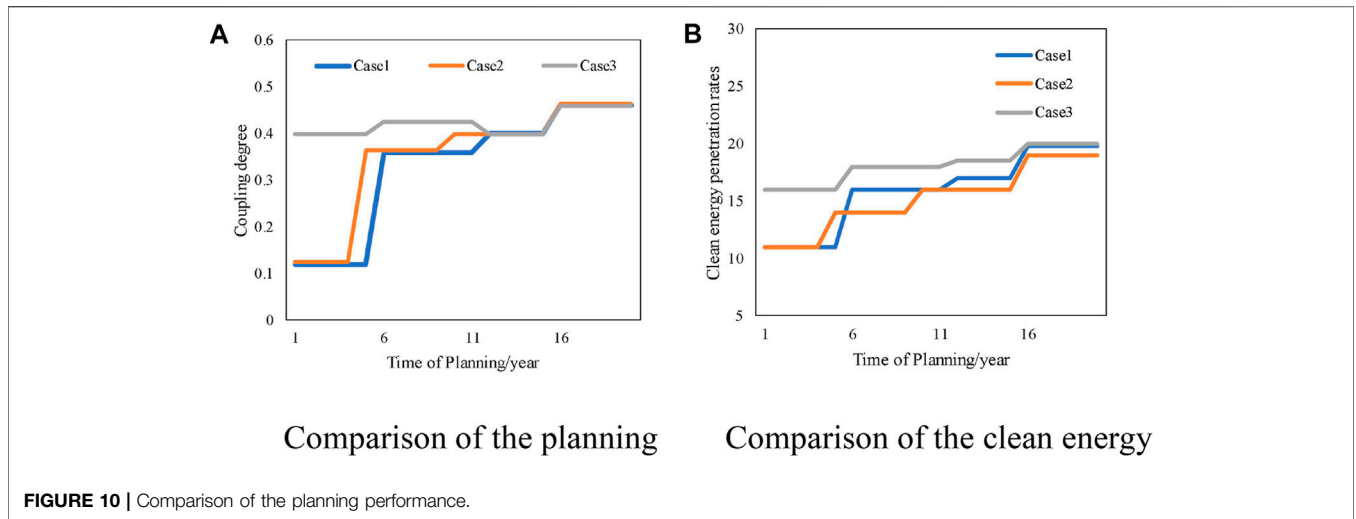 A
0.6
0.5
0.4
0.3
0.2
0.1
0
Coupling degree
Case1 Case2 Case3
1 6 11 16
Time of Planning/year
Comparison of the planning
B
30
25
20
15
10
5
Clean energy penetration rates
Case1
Case2
Case3
1 6 11 16
Time of Planning/year
Comparison of the clean energy
FIGURE 10 | Comparison of the planning performance.